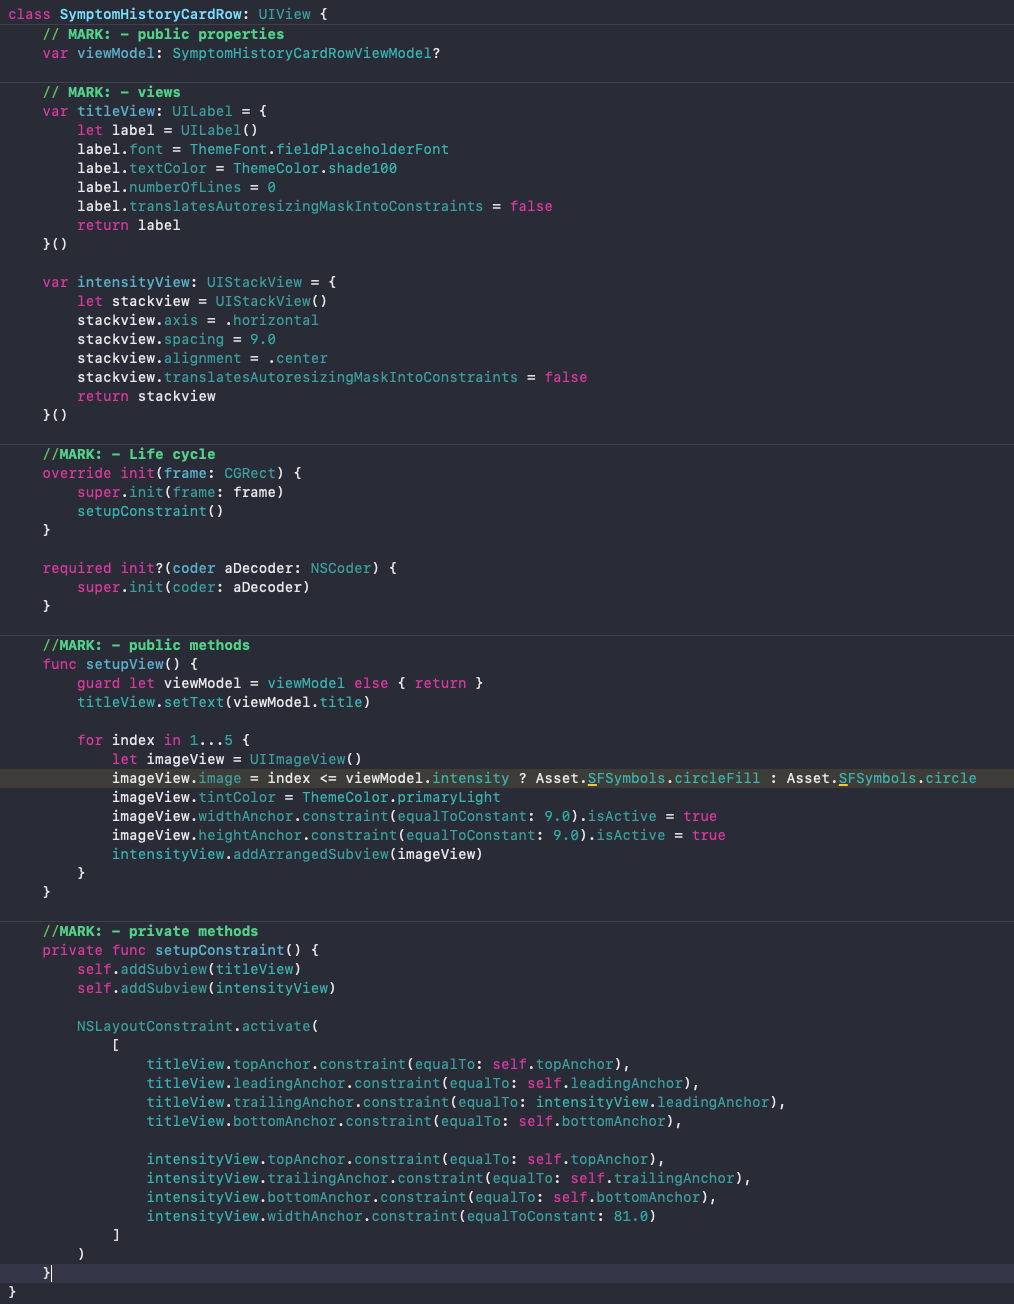 class SymptomHistoryCardRow: UIView {
    // MARK: - public properties
    var viewModel: SymptomHistoryCardRowViewModel?

    // MARK: - views
    var titleView: UILabel = {
        let label = UILabel()
        label.font = ThemeFont.fieldPlaceholderFont
        label.textColor = ThemeColor.shade100
        label.numberOfLines = 0
        label.translatesAutoresizingMaskIntoConstraints = false
        return label
    }()

    var intensityView: UIStackView = {
        let stackview = UIStackView()
        stackview.axis = .horizontal
        stackview.spacing = 9.0
        stackview.alignment = .center
        stackview.translatesAutoresizingMaskIntoConstraints = false
        return stackview
    }()

    //MARK: - Life cycle
    override init(frame: CGRect) {
        super.init(frame: frame)
        setupConstraint()
    }

    required init?(coder aDecoder: NSCoder) {
        super.init(coder: aDecoder)
    }

    //MARK: - public methods
    func setupView() {
        guard let viewModel = viewModel else { return }
        titleView.setText(viewModel.title)

        for index in 1...5 {
            let imageView = UIImageView()
            imageView.image = index <= viewModel.intensity ? Asset.SFSymbols.circleFill : Asset.SFSymbols.circle
            imageView.tintColor = ThemeColor.primaryLight
            imageView.widthAnchor.constraint(equalToConstant: 9.0).isActive = true
            imageView.heightAnchor.constraint(equalToConstant: 9.0).isActive = true
            intensityView.addArrangedSubview(imageView)
        }
    }

    //MARK: - private methods
    private func setupConstraint() {
        self.addSubview(titleView)
        self.addSubview(intensityView)

        NSLayoutConstraint.activate(
            [
                titleView.topAnchor.constraint(equalTo: self.topAnchor),
                titleView.leadingAnchor.constraint(equalTo: self.leadingAnchor),
                titleView.trailingAnchor.constraint(equalTo: intensityView.leadingAnchor),
                titleView.bottomAnchor.constraint(equalTo: self.bottomAnchor),

                intensityView.topAnchor.constraint(equalTo: self.topAnchor),
                intensityView.trailingAnchor.constraint(equalTo: self.trailingAnchor),
                intensityView.bottomAnchor.constraint(equalTo: self.bottomAnchor),
                intensityView.widthAnchor.constraint(equalToConstant: 81.0)
            ]
        )
    }
}